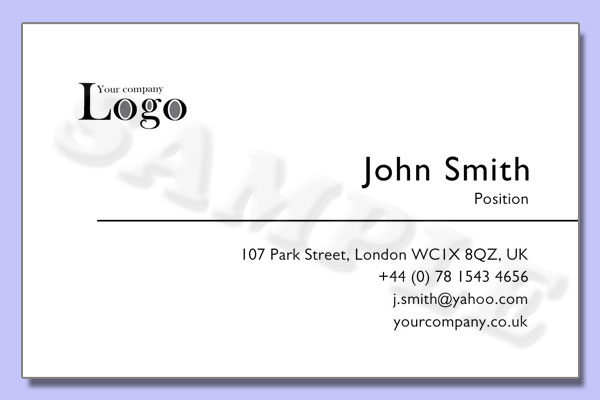 Your company
Logo
SAMPLE
John Smith
Position
107 Park Street, London WC1X 8QZ, UK
+44 (0) 78 1543 4656
j.smith@yahoo.com
yourcompany.co.uk